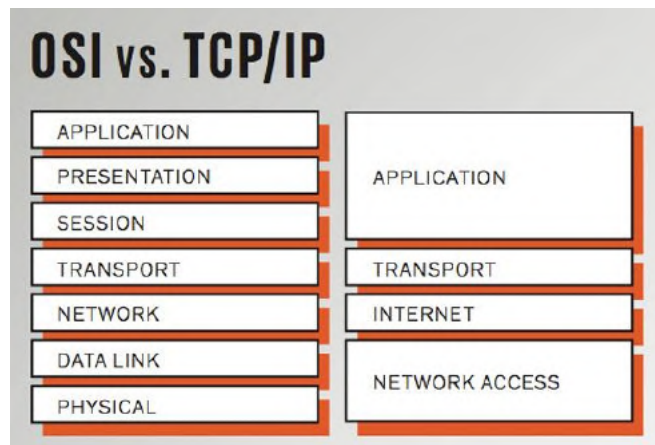 OSI VS. TCP/IP
APPLICATION
PRESENTATION
SESSION
TRANSPORT
NETWORK
DATA LINK
PHYSICAL
APPLICATION
TRANSPORT
INTERNET
NETWORK ACCESS